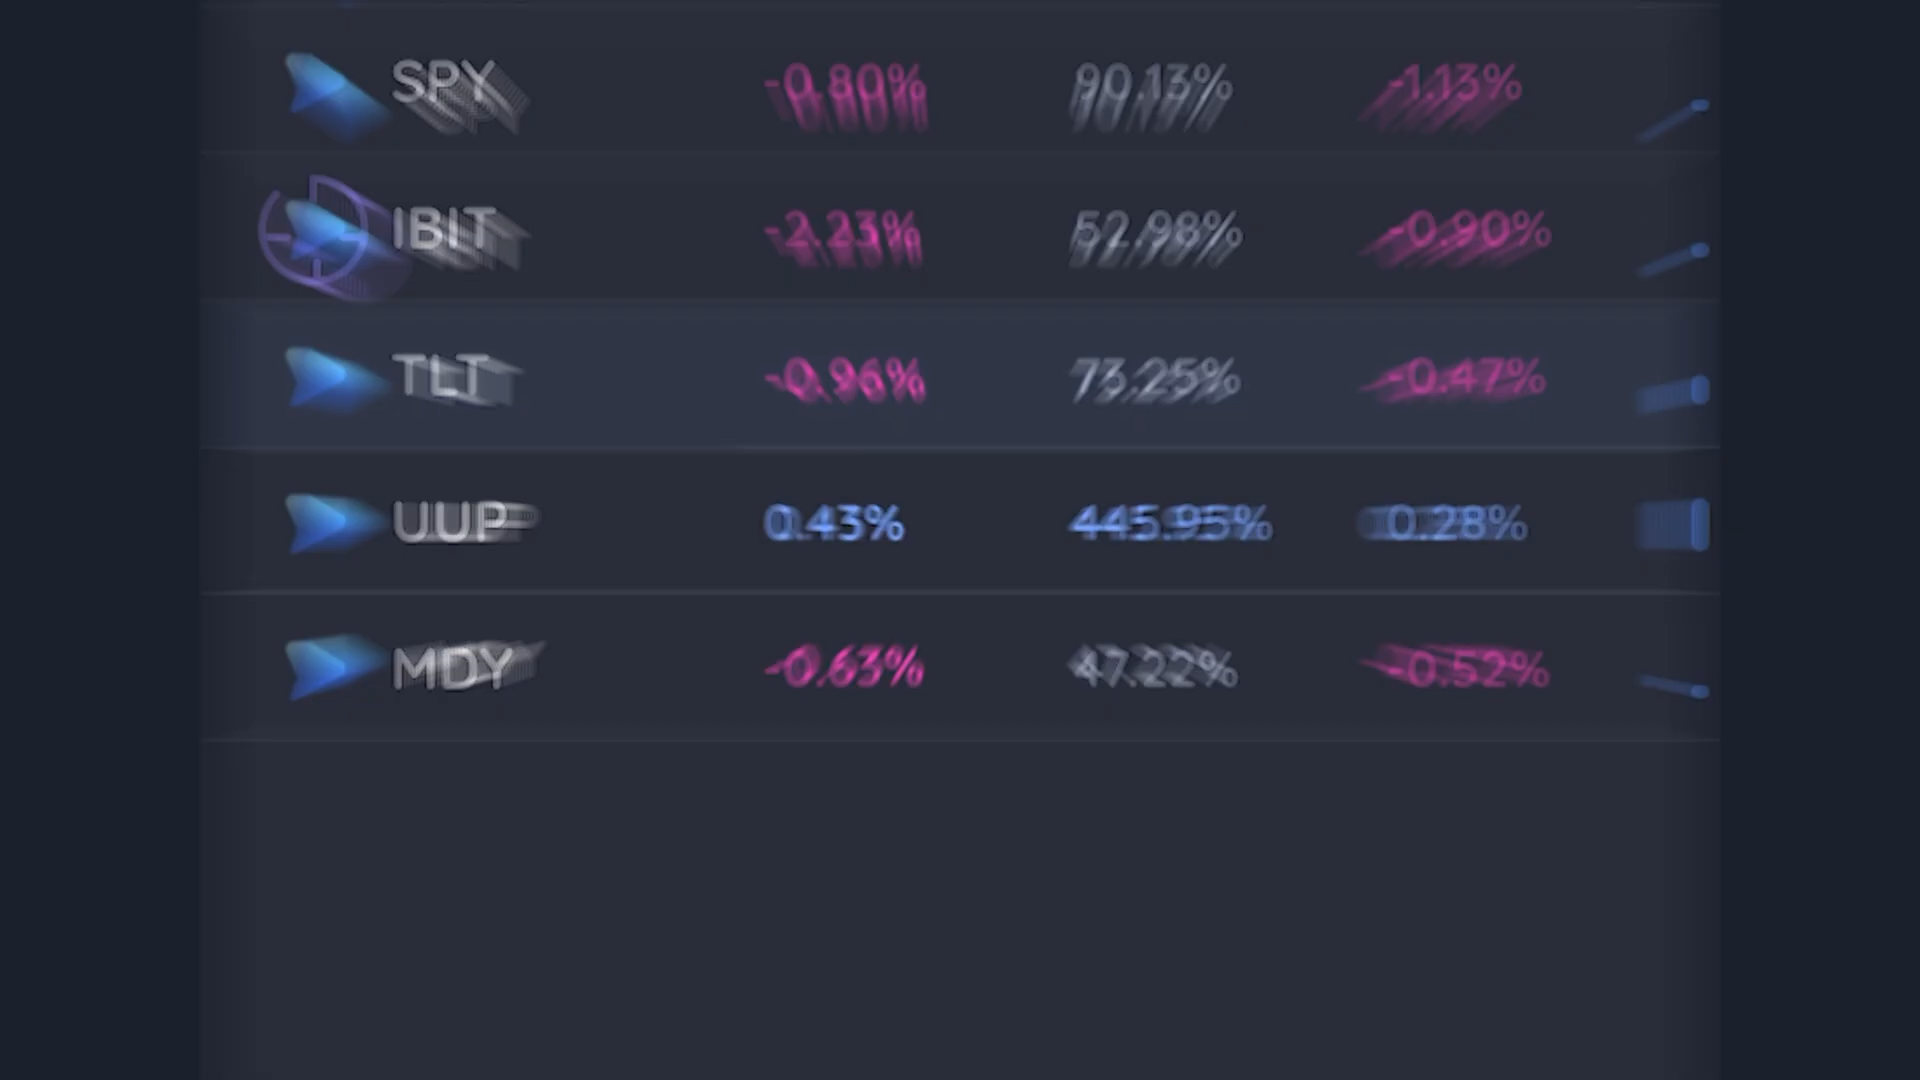 SPY -0.80% 90.13% -1.13%
IBIT -2.23% 52.98% -0.90%
TLT -0.96% 73.25% -0.47%
UUP 0.43% 445.95% 0.28%
MDY -0.63% 47.22% -0.52%